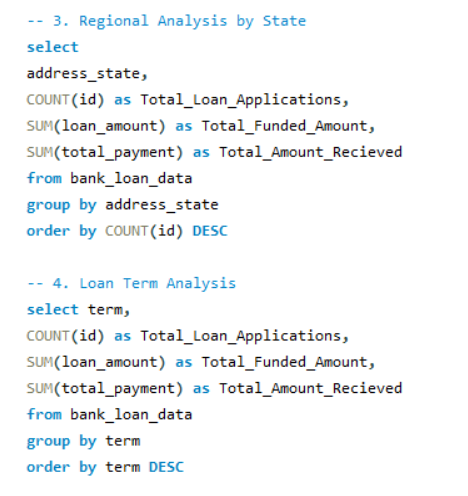 -- 3. Regional Analysis by State
select
address_state,
COUNT(id) as Total_Loan_Applications,
SUM(loan_amount) as Total_Funded_Amount,
SUM(total_payment) as Total_Amount_Recieved
from bank_loan_data
group by address_state
order by COUNT(id) DESC
-- 4. Loan Term Analysis
select term,
COUNT(id) as Total_Loan_Applications,
SUM(loan_amount) as Total_Funded_Amount,
SUM(total_payment) as Total_Amount_Recieved
from bank_loan_data
group by term
order by term DESC